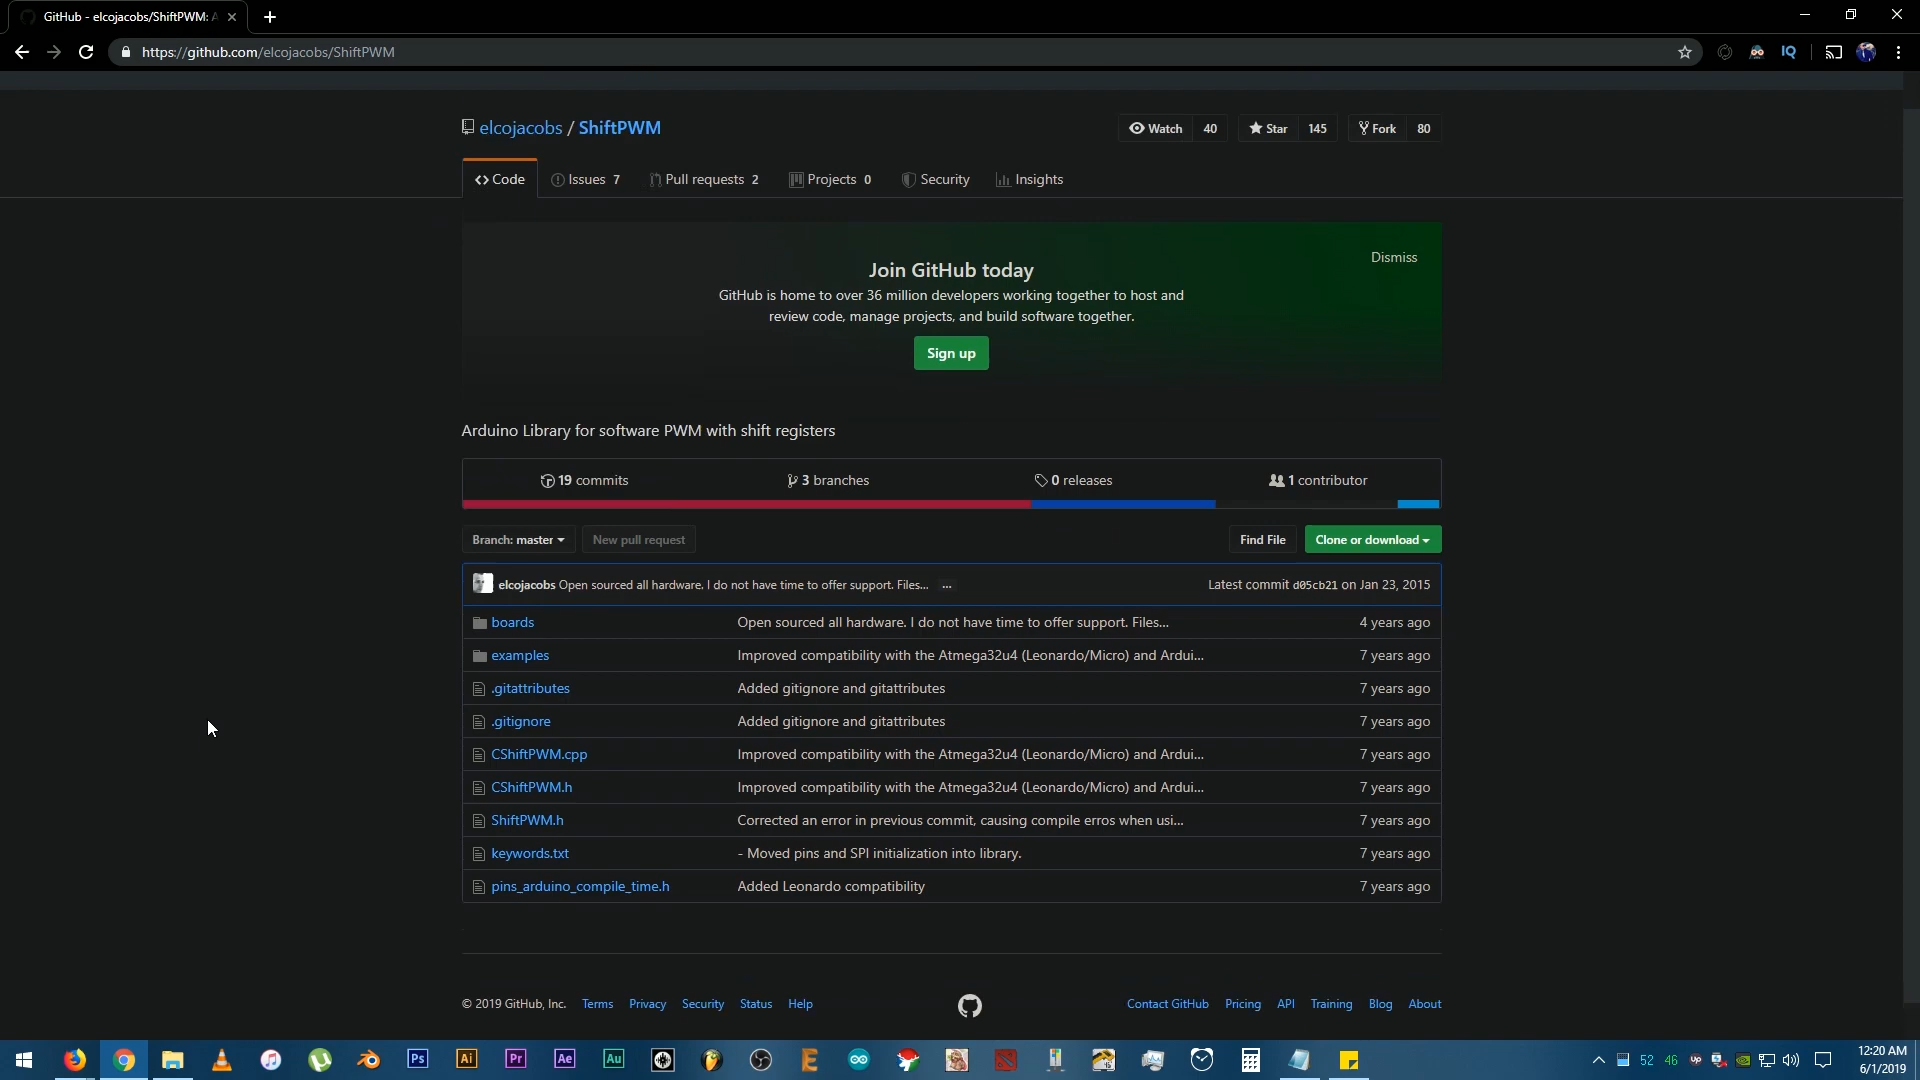 GitHub - elcojacobs/ShiftPWM: A
https://github.com/elcojacobs/ShiftPWM
IQ
elcojacobs / ShiftPWM
Watch 40 Star 145 Fork 80
Code Issues 7 Pull requests 2 Projects 0 Security Insights
Dismiss
Join GitHub today
GitHub is home to over 36 million developers working together to host and
review code, manage projects, and build software together.
Sign up
Arduino Library for software PWM with shift registers
19 commits 3 branches 0 releases 1 contributor
Branch: master New pull request Find File Clone or download
elcojacobs Open sourced all hardware. I do not have time to offer support. Files... ... Latest commit d05cb21 on Jan 23, 2015
boards Open sourced all hardware. I do not have time to offer support. Files... 4 years ago
examples Improved compatibility with the Atmega32u4 (Leonardo/Micro) and Ardui... 7 years ago
.gitattributes Added gitignore and gitattributes 7 years ago
.gitignore Added gitignore and gitattributes 7 years ago
CShiftPWM.cpp Improved compatibility with the Atmega32u4 (Leonardo/Micro) and Ardui... 7 years ago
CShiftPWM.h Improved compatibility with the Atmega32u4 (Leonardo/Micro) and Ardui... 7 years ago
ShiftPWM.h Corrected an error in previous commit, causing compile erros when usi... 7 years ago
keywords.txt - Moved pins and SPI initialization into library. 7 years ago
pins_arduino_compile_time.h Added Leonardo compatibility 7 years ago
© 2019 GitHub, Inc. Terms Privacy Security Status Help Contact GitHub Pricing API Training Blog About
Ps Ai Pr Ae Au E 52 46 12:20 AM
6/1/2019